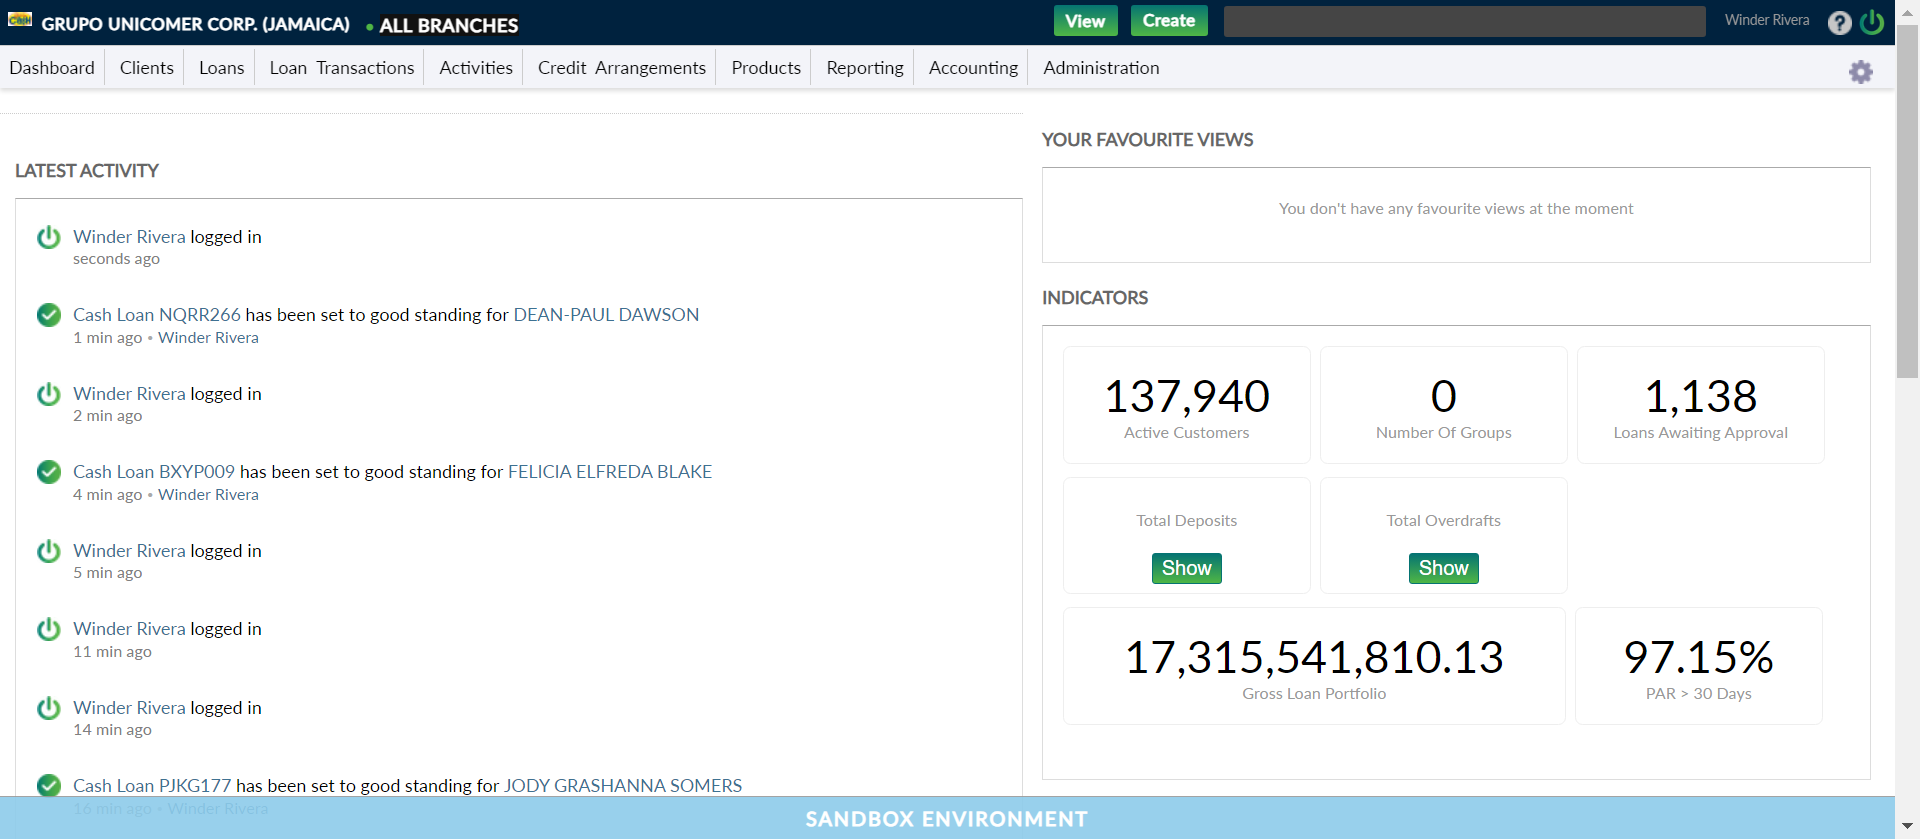 Cash
GRUPO UNICOMER CORP. (JAMAICA) • ALL BRANCHES
View
Create
Winder Rivera
?
Dashboard
Clients
Loans
Loan Transactions
Activities
Credit Arrangements
Products
Reporting
Accounting
Administration
LATEST ACTIVITY
Winder Rivera logged in
seconds ago
Cash Loan NQRR266 has been set to good standing for DEAN-PAUL DAWSON
1 min ago • Winder Rivera
Winder Rivera logged in
2 min ago
Cash Loan BXYP009 has been set to good standing for FELICIA ELFREDA BLAKE
4 min ago • Winder Rivera
Winder Rivera logged in
5 min ago
Winder Rivera logged in
11 min ago
Winder Rivera logged in
14 min ago
Cash Loan PJKG177 has been set to good standing for JODY GRASHANNA SOMERS
16 min ago • Winder Rivera
YOUR FAVOURITE VIEWS
You don't have any favourite views at the moment
INDICATORS
137,940
Active Customers
0
Number Of Groups
1,138
Loans Awaiting Approval
Total Deposits
Show
Total Overdrafts
Show
17,315,541,810.13
Gross Loan Portfolio
97.15%
PAR > 30 Days
SANDBOX ENVIRONMENT